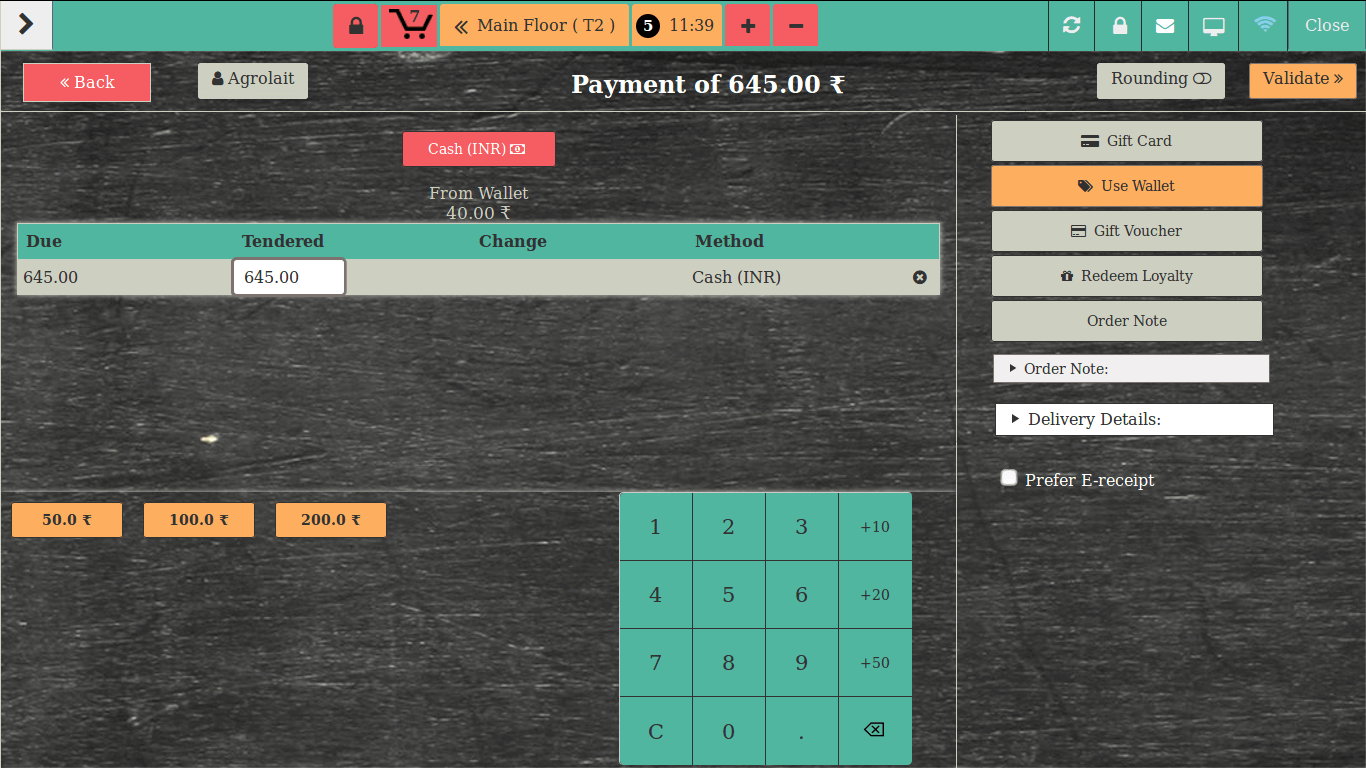 7
Main Floor ( T2 )
5 11:39
Close
Back
Agrolait
Payment of 645.00 ₹
Rounding
Validate
Cash (INR)
From Wallet
40.00 ₹
Due Tendered Change Method
645.00 645.00 Cash (INR)
Gift Card
Use Wallet
Gift Voucher
Redeem Loyalty
Order Note
Order Note:
Delivery Details:
Prefer E-receipt
50.0 ₹ 100.0 ₹ 200.0 ₹
1 2 3 +10
4 5 6 +20
7 8 9 +50
C 0 .